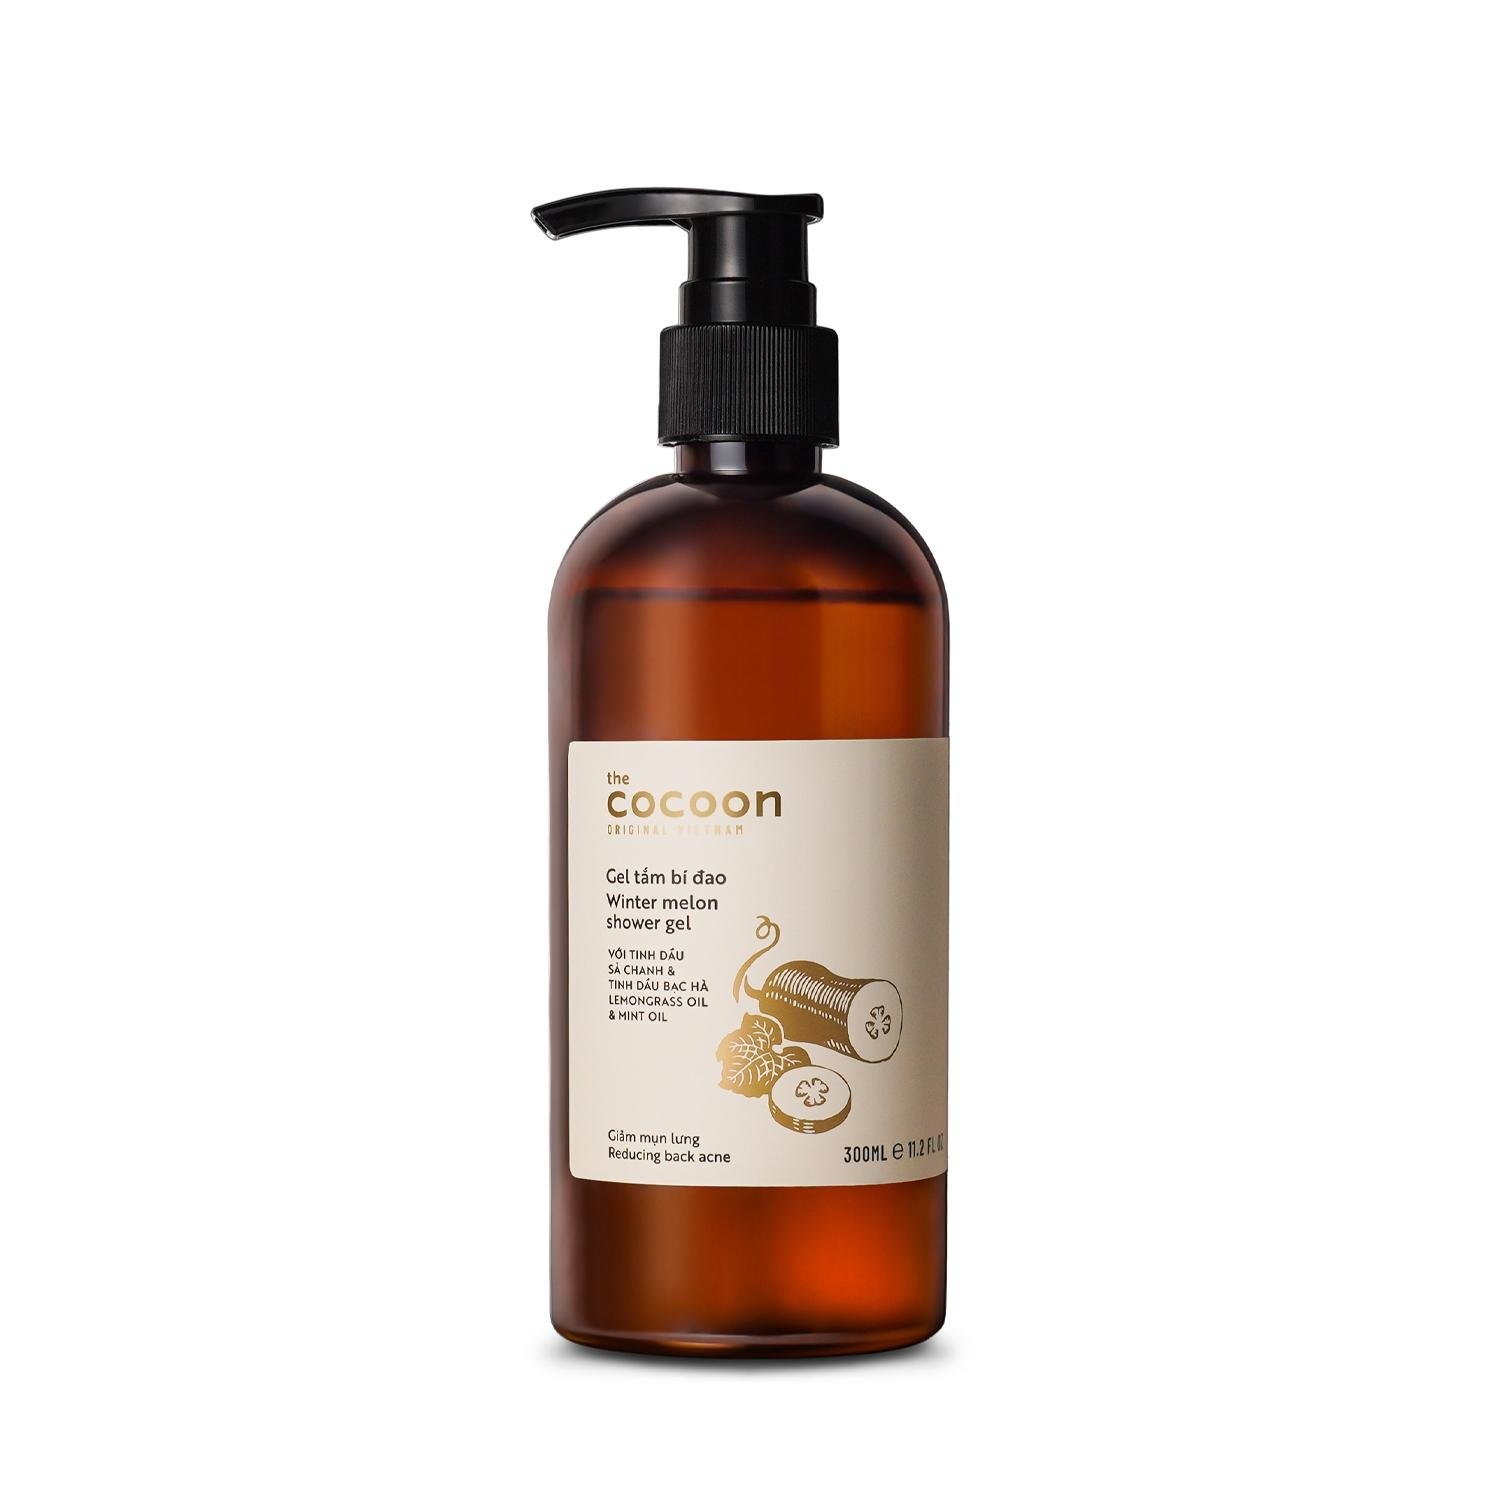 the
cocoon
ORIGINAL VIETNAM
Gel tắm bí đao
Winter melon
shower gel
VỚI TINH DẦU
SẢ CHANH &
TINH DẦU BẠC HÀ
LEMONGRASS OIL
& MINT OIL
Giảm mụn lưng
Reducing back acne
300ML ℮ 11.2 FL OZ